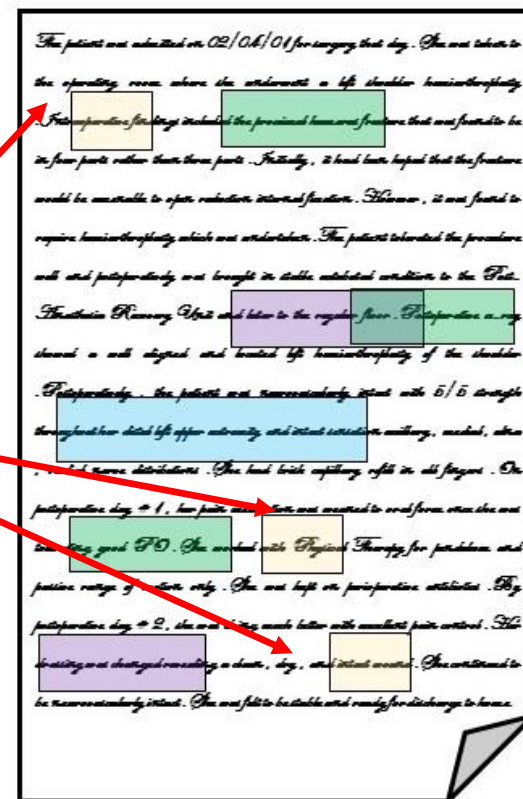 The patient was admitted on 02/04/01 for surgery that day . She was taken to
the operating room where she underwent a left shoulder hemiarthroplasty
. Intraoperative findings included the proximal humerus fracture that was found to be
in four parts rather than three parts . Initially , it had been hoped that the fracture
would be amenable to open reduction internal fixation . However , it was found to
require hemiarthroplasty which was undertaken . The patient tolerated the procedure
well and postoperatively was brought in stable extubated condition to the Post
Anesthesia Recovery Unit and later to the regular floor . Postoperative x-ray
showed a well aligned and located left hemiarthroplasty of the shoulder
. Postoperatively , the patient was neurovascularly intact with 5/5 strength
throughout her distal left upper extremity and intact sensation axillary , medial , ulnar
, radial nerve distributions . She had brisk capillary refill in all fingers . On
postoperative day # 1 , her pain medication was weaned to oral form once she was
tolerating good PO . She worked with Physical Therapy for pendulums and
passive range of motion only . She was kept on perioperative antibiotics . By
postoperative day # 2 , she was doing much better with excellent pain control . Her
dressing was changed revealing a clean , dry , and intact wound . She continued to
be neurovascularly intact . She was felt to be stable and ready for discharge to home